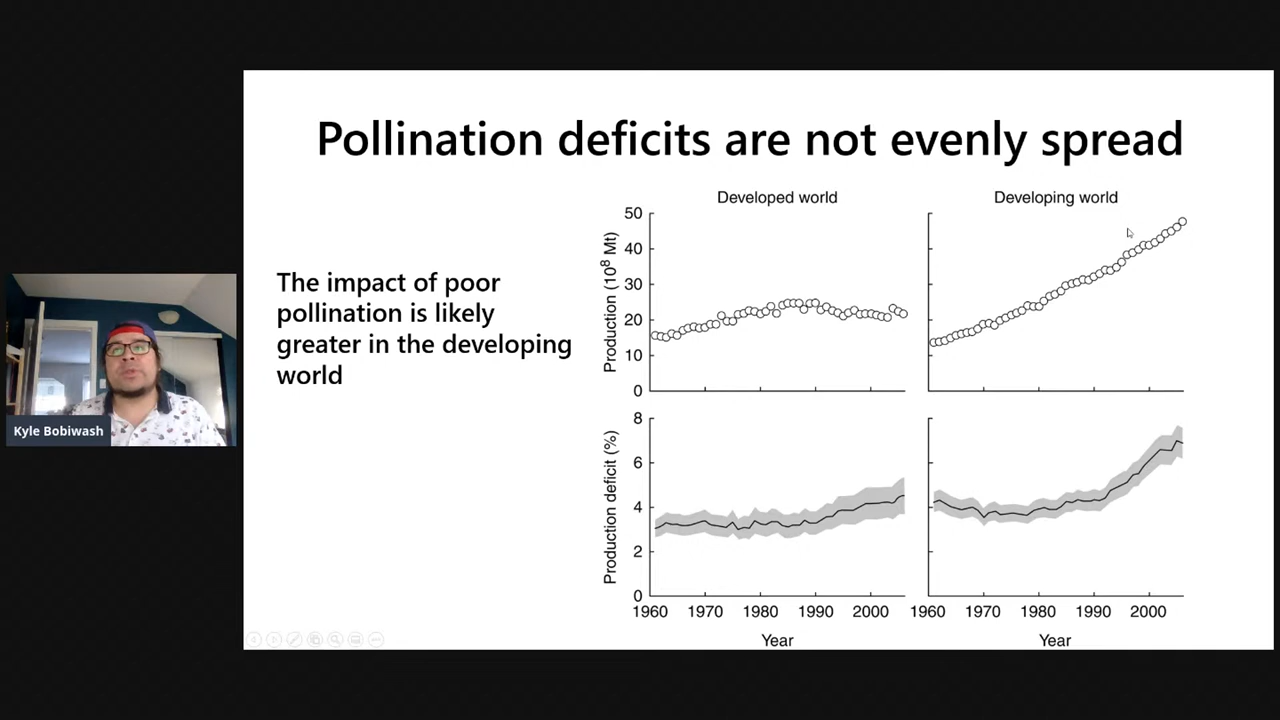 Pollination deficits are not evenly spread
The impact of poor
pollination is likely
greater in the developing
world
Developed world
Developing world
Production (10⁸ Mt)
50
40
30
20
10
0
Production deficit (%)
8
6
4
2
0
1960 1970 1980 1990 2000
1960 1970 1980 1990 2000
Year
Year
Kyle Bobiwash